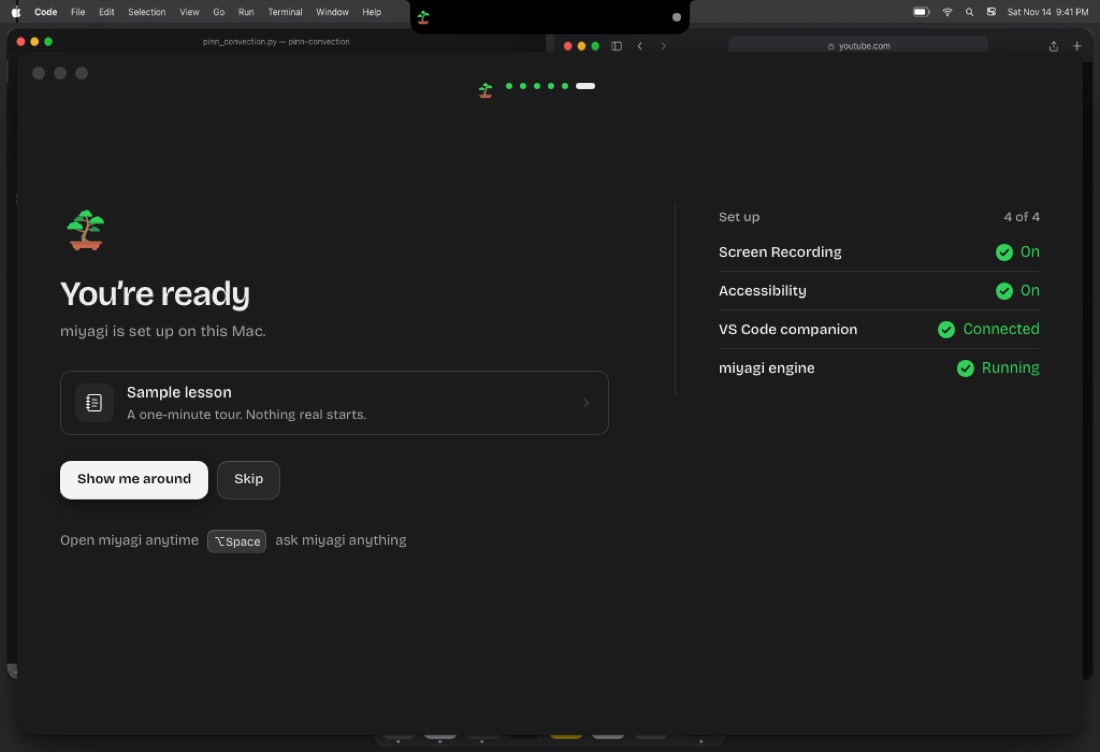 Code File Edit Selection View Go Run Terminal Window Help Sat Nov 14 9:41 PM
pinn_convection.py — pinn-convection
youtube.com
You're ready
miyagi is set up on this Mac.
Sample lesson
A one-minute tour. Nothing real starts.
Show me around
Skip
Open miyagi anytime ⌥Space ask miyagi anything
Set up 4 of 4
Screen Recording On
Accessibility On
VS Code companion Connected
miyagi engine Running